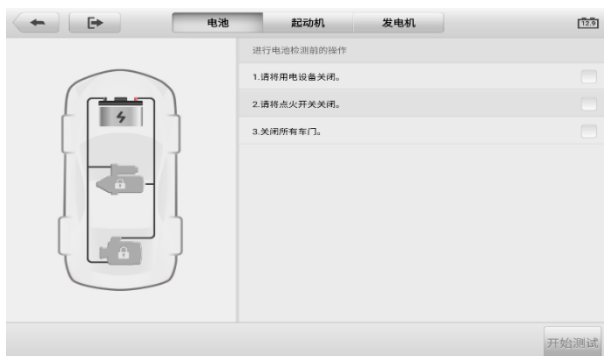 电池 起动机 发电机 12.9
进行电池检测前的操作
1.请将用电设备关闭。
2.请将点火开关关闭。
3.关闭所有车门。
开始测试